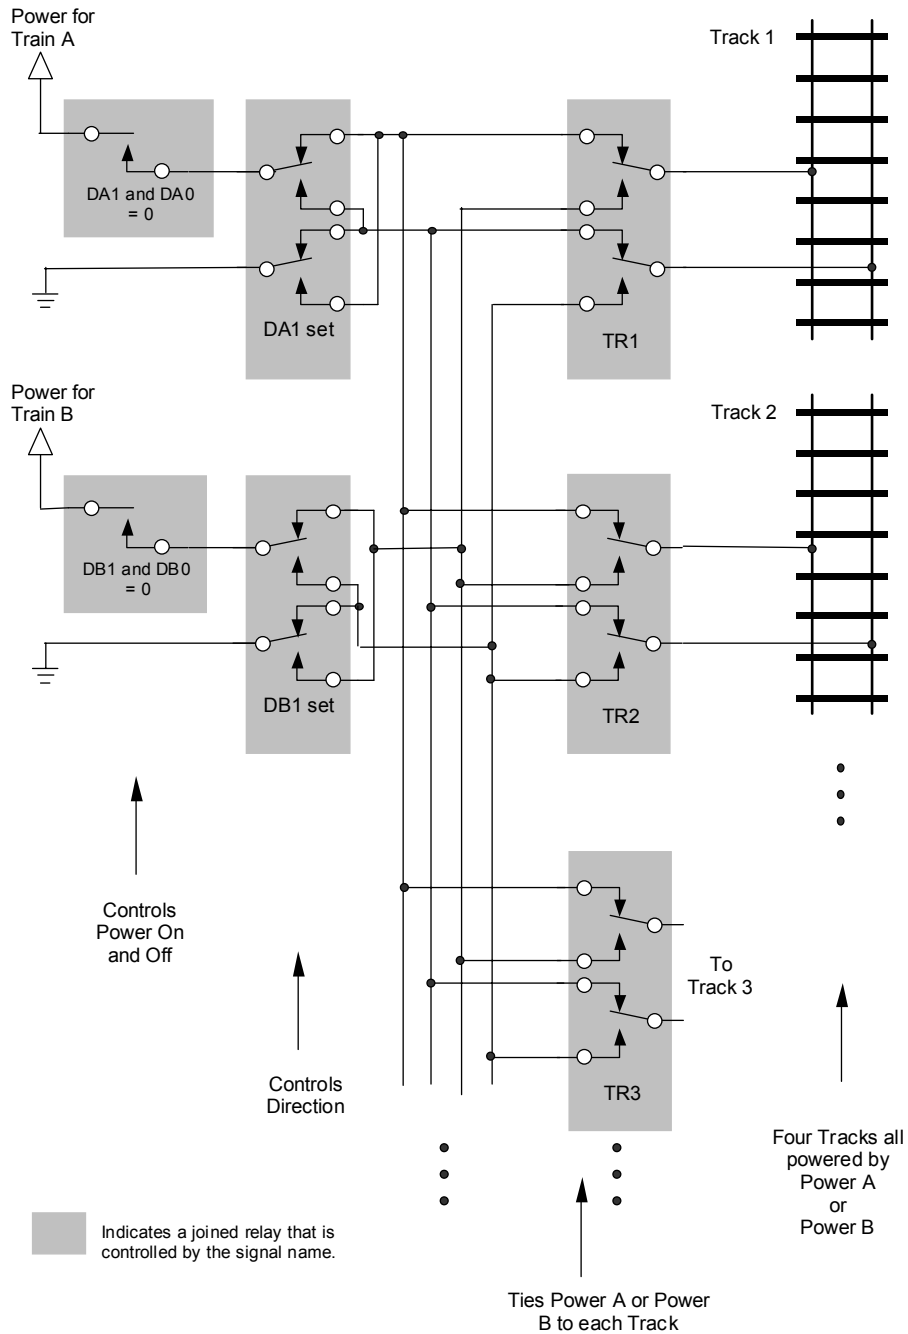 Power for
Train A
Track 1
DA1 and DA0
= 0
DA1 set
TR1
Power for
Train B
Track 2
DB1 and DB0
= 0
DB1 set
TR2
Controls
Power On
and Off
To
Track 3
Controls
Direction
TR3
Four Tracks all
powered by
Power A
or
Power B
Indicates a joined relay that is
controlled by the signal name.
Ties Power A or Power
B to each Track